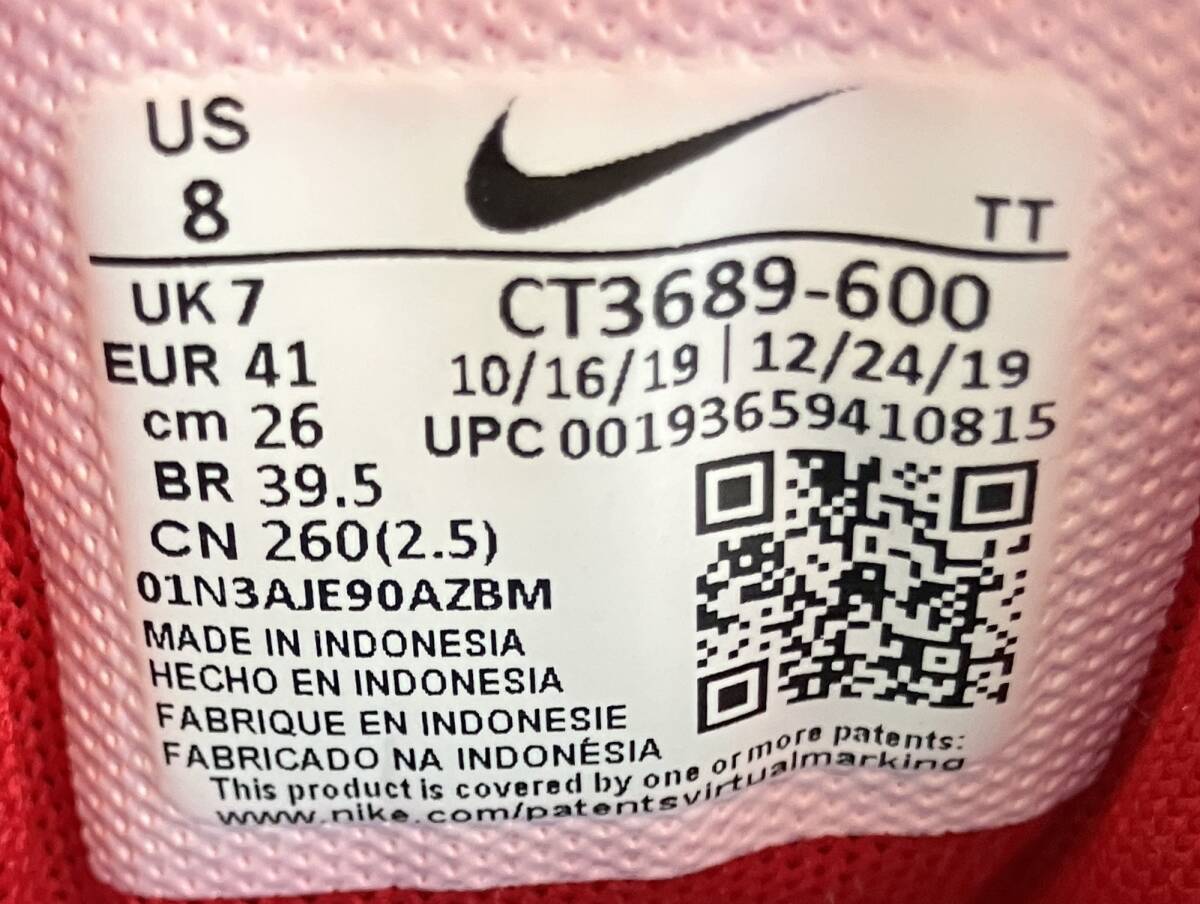 US
8
TT
UK 7
EUR 41
cm 26
BR 39.5
CN 260(2.5)
CT3689-600
10/16/19 | 12/24/19
UPC 00193659410815
01N3AJE90AZBM
MADE IN INDONESIA
HECHO EN INDONESIA
FABRIQUE EN INDONESIE
FABRICADO NA INDONÉSIA
This product is covered by one or more patents:
www.nike.com/patentsvirtualmarking